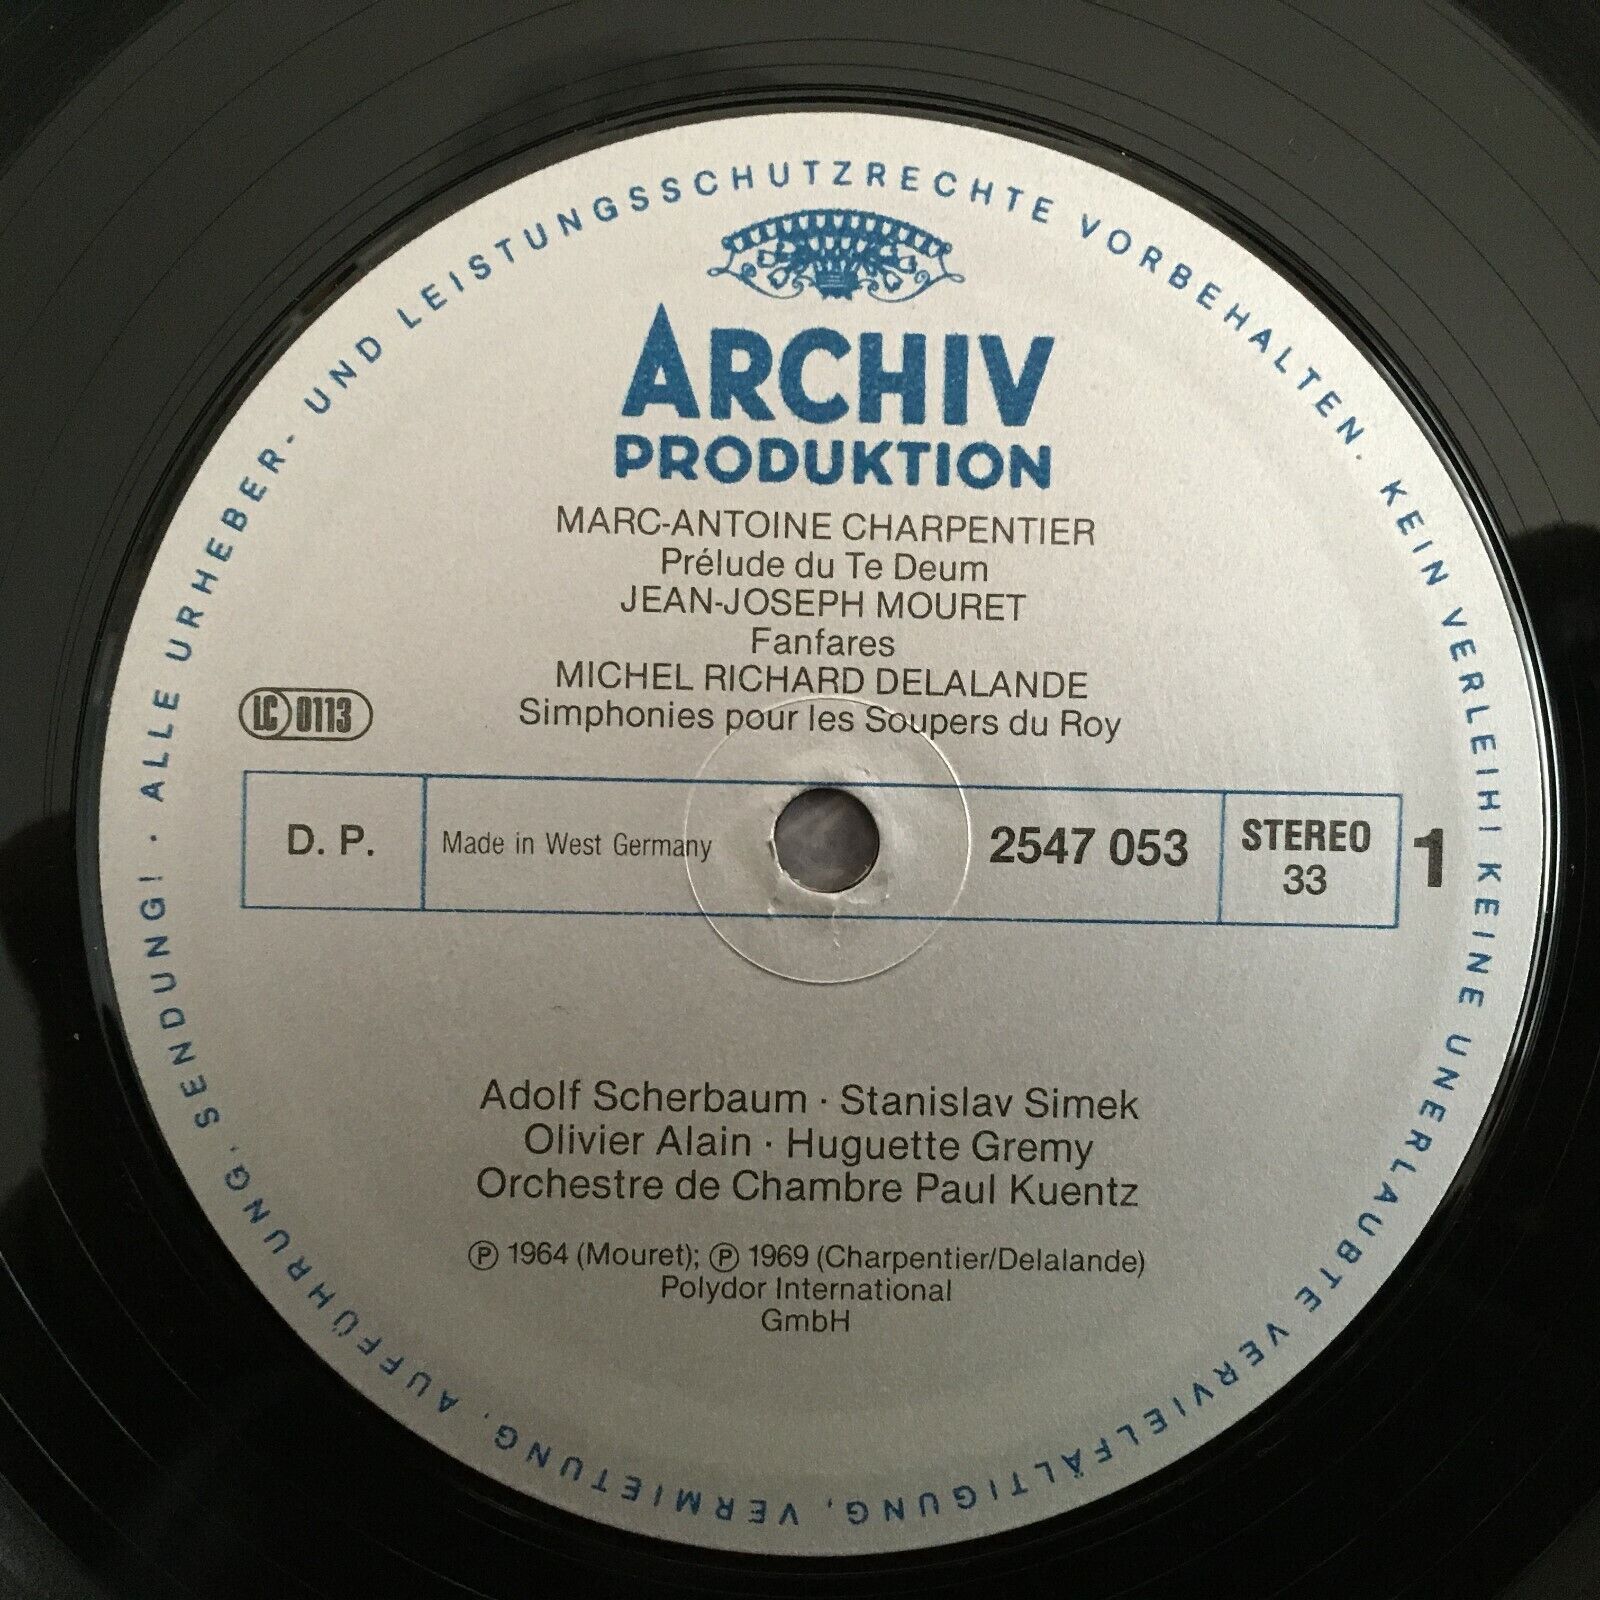 ALLE URHEBER- UND LEISTUNGSSCHUTZRECHTE VORBEHALTEN. KEIN VERLEIH! KEINE UNERLAUBTE VERVIELFÄLTIGUNG, VERMIETUNG, AUFFÜHRUNG, SENDUNG! ·
ARCHIV
PRODUKTION
MARC-ANTOINE CHARPENTIER
Prélude du Te Deum
JEAN-JOSEPH MOURET
Fanfares
MICHEL RICHARD DELALANDE
Simphonies pour les Soupers du Roy
LC 0113
D. P.
Made in West Germany
2547 053
STEREO
33
1
Adolf Scherbaum · Stanislav Simek
Olivier Alain · Huguette Gremy
Orchestre de Chambre Paul Kuentz
℗ 1964 (Mouret); ℗ 1969 (Charpentier/Delalande)
Polydor International
GmbH